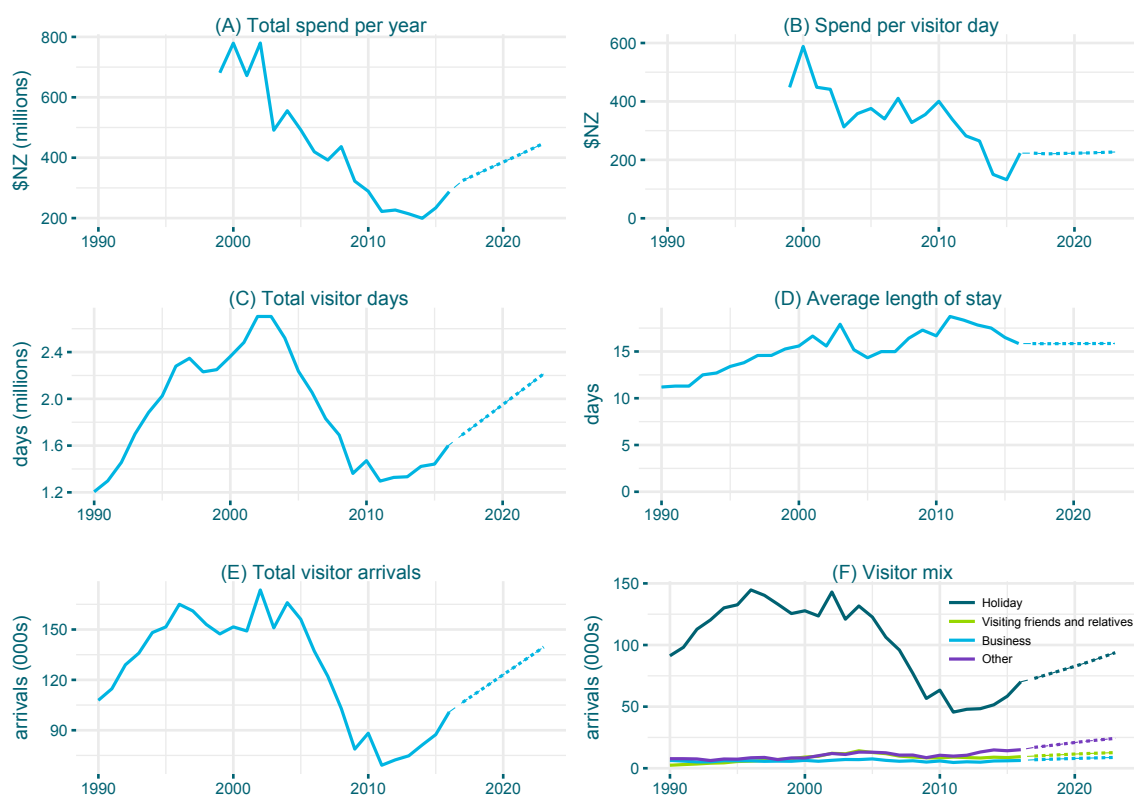 (A) Total spend per year
$NZ (millions)
800
600
400
200
1990 2000 2010 2020
(B) Spend per visitor day
$NZ
600
400
200
0
1990 2000 2010 2020
(C) Total visitor days
days (millions)
2.4
2.0
1.6
1.2
1990 2000 2010 2020
(D) Average length of stay
days
15
10
5
0
1990 2000 2010 2020
(E) Total visitor arrivals
arrivals (000s)
150
120
90
1990 2000 2010 2020
(F) Visitor mix
arrivals (000s)
150
100
50
0
Holiday
Visiting friends and relatives
Business
Other
1990 2000 2010 2020